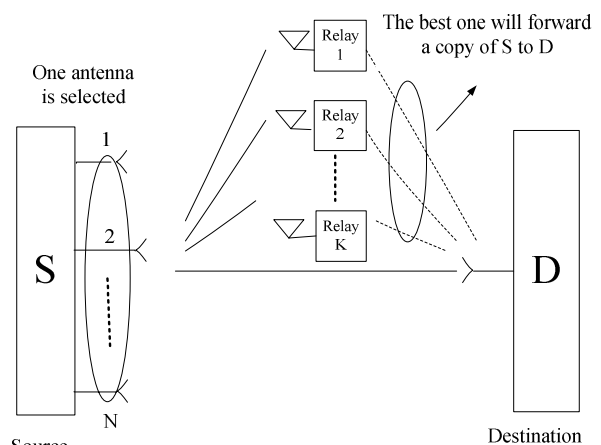 The best one will forward
a copy of S to D
One antenna
is selected
Relay
1
Relay
2
Relay
K
1
2
N
S
D
Source
Destination